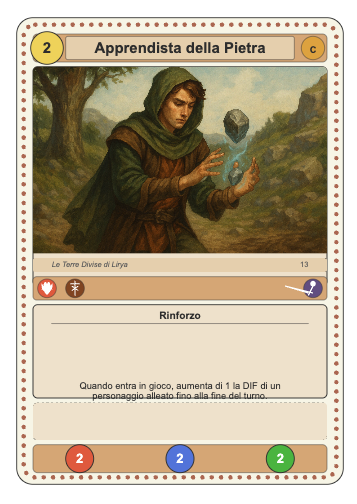 2 Apprendista della Pietra c
Le Terre Divise di Lirya 13
Rinforzo
Quando entra in gioco, aumenta di 1 la DIF di un
personaggio alleato fino alla fine del turno.
2 2 2